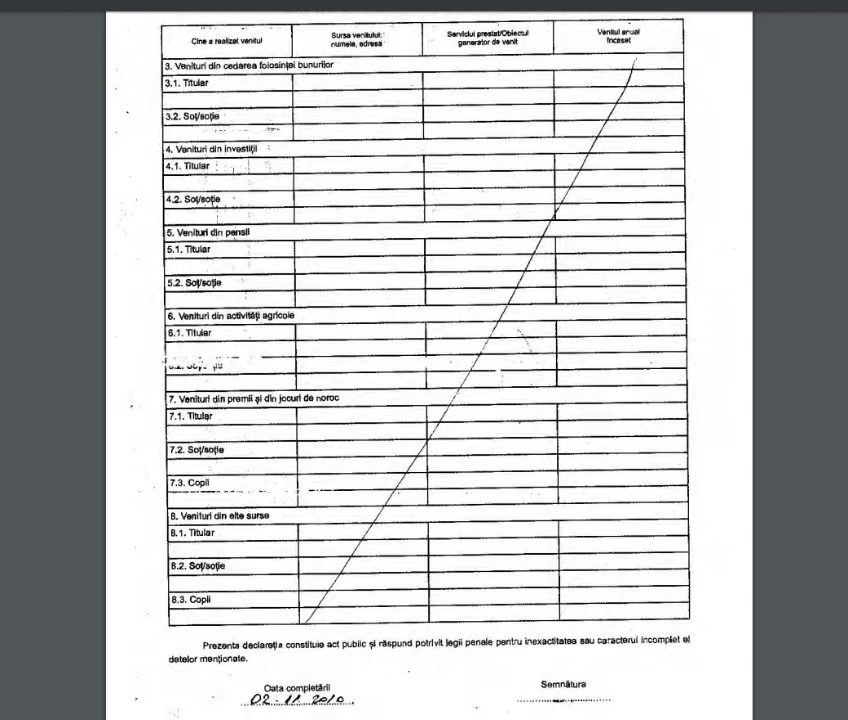 Cine a realizat venitul
Sursa venitului:
numele, adresa
Serviciul prestat/Obiectul
generator de venit
Venitul anual
încasat
3. Venituri din cedarea folosinței bunurilor
3.1. Titular
3.2. Soț/soție
4. Venituri din investiții
4.1. Titular
4.2. Soț/soție
5. Venituri din pensii
5.1. Titular
5.2. Soț/soție
6. Venituri din activități agricole
6.1. Titular
7. Venituri din premii și din jocuri de noroc
7.1. Titular
7.2. Soț/soție
7.3. Copii
8. Venituri din alte surse
8.1. Titular
8.2. Soț/soție
8.3. Copii
Prezenta declarație constituie act public și răspund potrivit legii penale pentru inexactitatea sau caracterul incomplet al
datelor menționate.
Data completării
02.11.2010
Semnătura